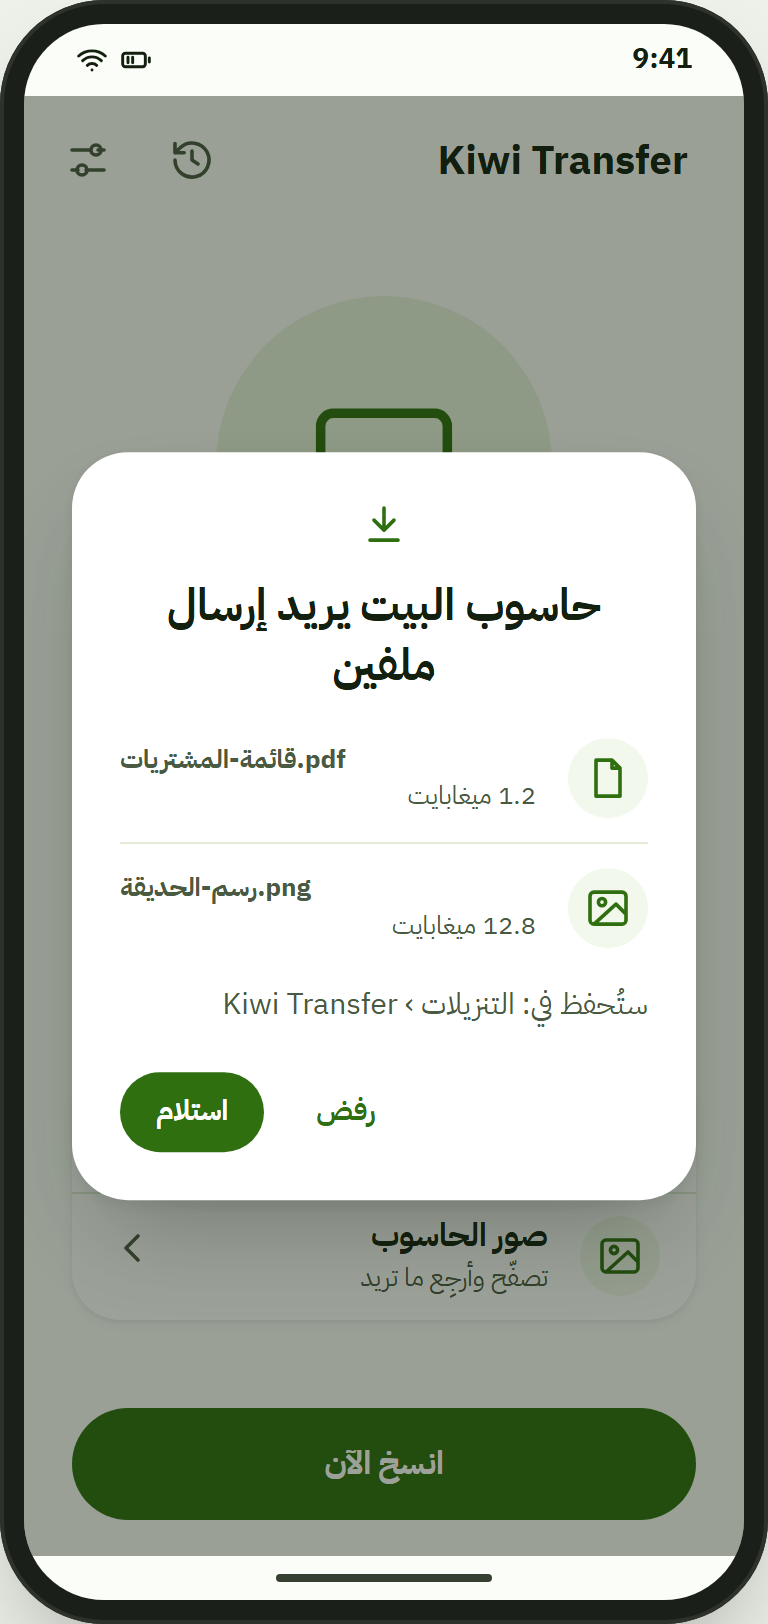 9:41
Kiwi Transfer
حاسوب البيت يريد إرسال
ملفين
قائمة-المشتريات.pdf
1.2 ميغابايت
رسم-الحديقة.png
12.8 ميغابايت
ستُحفظ في: التنزيلات › Kiwi Transfer
رفض
استلام
صور الحاسوب
تصفّح وأرجِع ما تريد
انسخ الآن